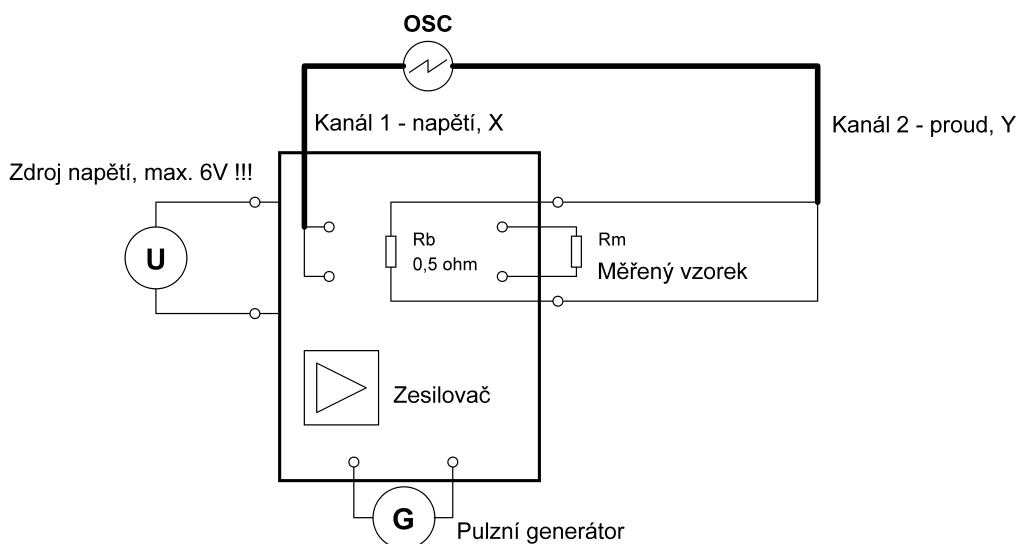 OSC
Kanál 1 - napětí, X
Kanál 2 - proud, Y
Zdroj napětí, max. 6V !!!
U
Rb
0,5 ohm
Rm
Měřený vzorek
Zesilovač
G
Pulzní generátor